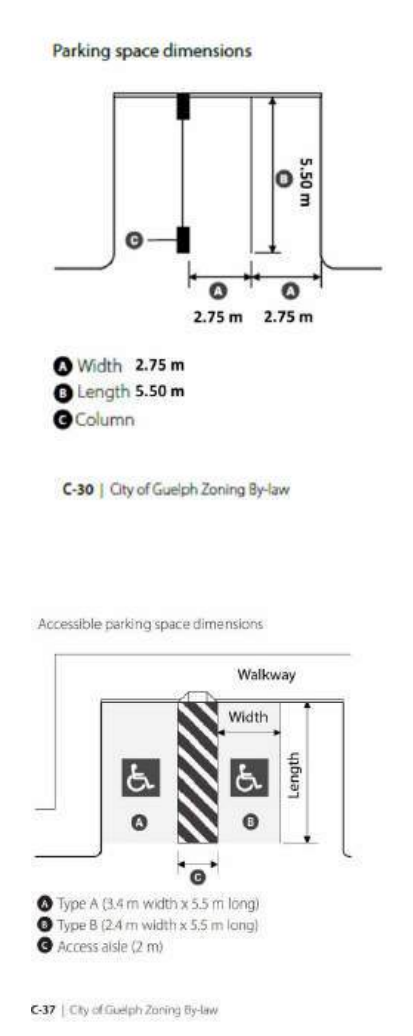 Parking space dimensions
B 5.50 m
C
A A
2.75 m 2.75 m
A Width 2.75 m
B Length 5.50 m
C Column
C-30 | City of Guelph Zoning By-law
Accessible parking space dimensions
Walkway
Width
Length
A B
C
A Type A (3.4 m width x 5.5 m long)
B Type B (2.4 m width x 5.5 m long)
C Access aisle (2 m)
C-37 | City of Guelph Zoning By-law